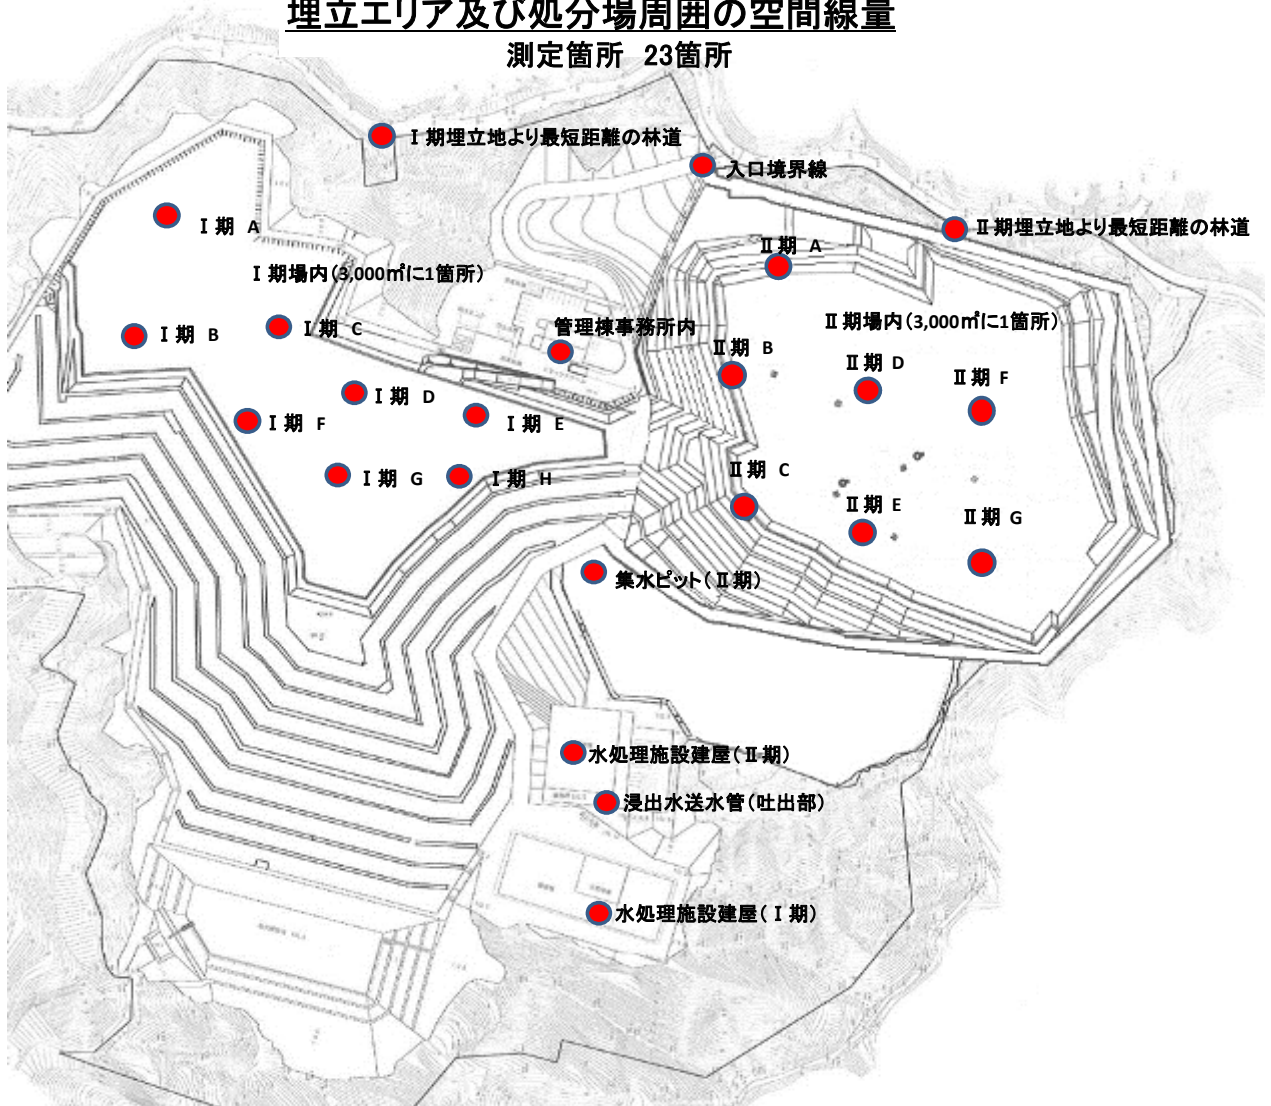 埋立エリア及び処分場周囲の空間線量
測定箇所 23箇所
Ⅰ期埋立地より最短距離の林道
入口境界線
Ⅱ期埋立地より最短距離の林道
Ⅰ期 A
Ⅱ期 A
Ⅰ期場内(3,000㎡に1箇所)
Ⅱ期場内(3,000㎡に1箇所)
Ⅰ期 B
Ⅰ期 C
管理棟事務所内
Ⅱ期 B
Ⅱ期 D
Ⅱ期 F
Ⅰ期 D
Ⅰ期 F
Ⅰ期 E
Ⅰ期 G
Ⅰ期 H
Ⅱ期 C
Ⅱ期 E
Ⅱ期 G
集水ピット(Ⅱ期)
水処理施設建屋(Ⅱ期)
浸出水送水管(吐出部)
水処理施設建屋(Ⅰ期)